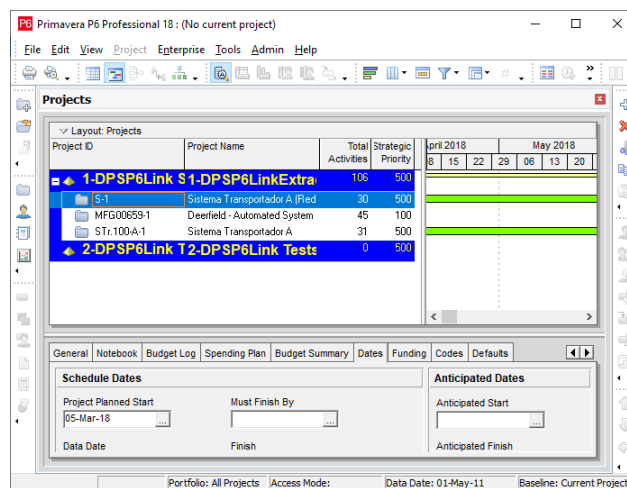 P6 Primavera P6 Professional 18 : (No current project)
File Edit View Project Enterprise Tools Admin Help
Projects
Layout: Projects
Project ID Project Name Total Activities Strategic Priority April 2018 May 2018
8 15 22 29 06 13 20
1-DPSP6Link S 1-DPSP6LinkExtra 106 500
S-1 Sistema Transportador A (Red 30 500
MFG00659-1 Deerfield - Automated System 45 100
STr.100-A-1 Sistema Transportador A 31 500
2-DPSP6Link T 2-DPSP6Link Tests 0 500
General Notebook Budget Log Spending Plan Budget Summary Dates Funding Codes Defaults
Schedule Dates Anticipated Dates
Project Planned Start Must Finish By Anticipated Start
05-Mar-18 ... ... ...
Data Date Finish Anticipated Finish
Portfolio: All Projects Access Mode: Data Date: 01-May-11 Baseline: Current Project